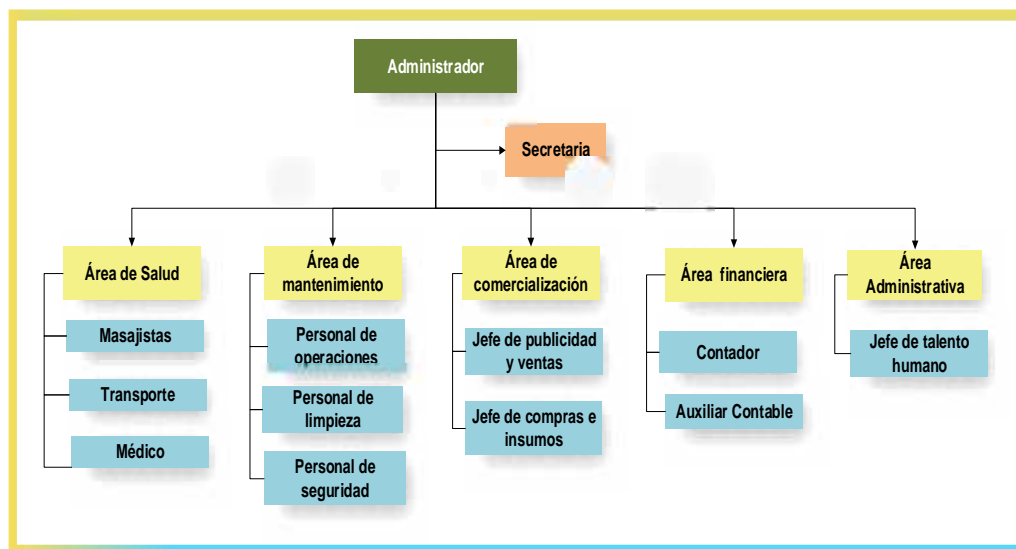 Administrador
Secretaria
Área de Salud
Masajistas
Transporte
Médico
Área de
mantenimiento
Personal de
operaciones
Personal de
limpieza
Personal de
seguridad
Área de
comercialización
Jefe de publicidad
y ventas
Jefe de compras e
insumos
Área financiera
Contador
Auxiliar Contable
Área
Administrativa
Jefe de talento
humano